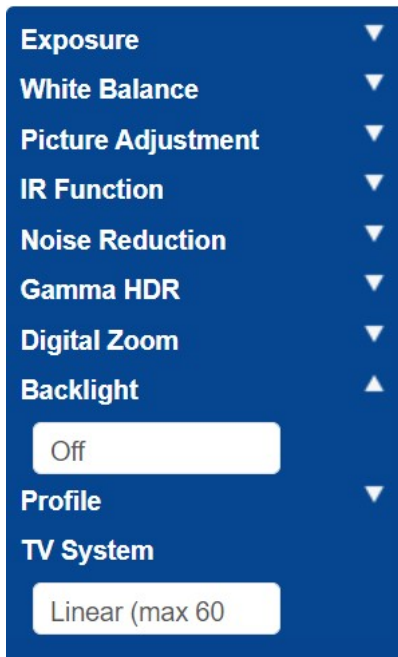 Exposure
White Balance
Picture Adjustment
IR Function
Noise Reduction
Gamma HDR
Digital Zoom
Backlight
Off
Profile
TV System
Linear (max 60